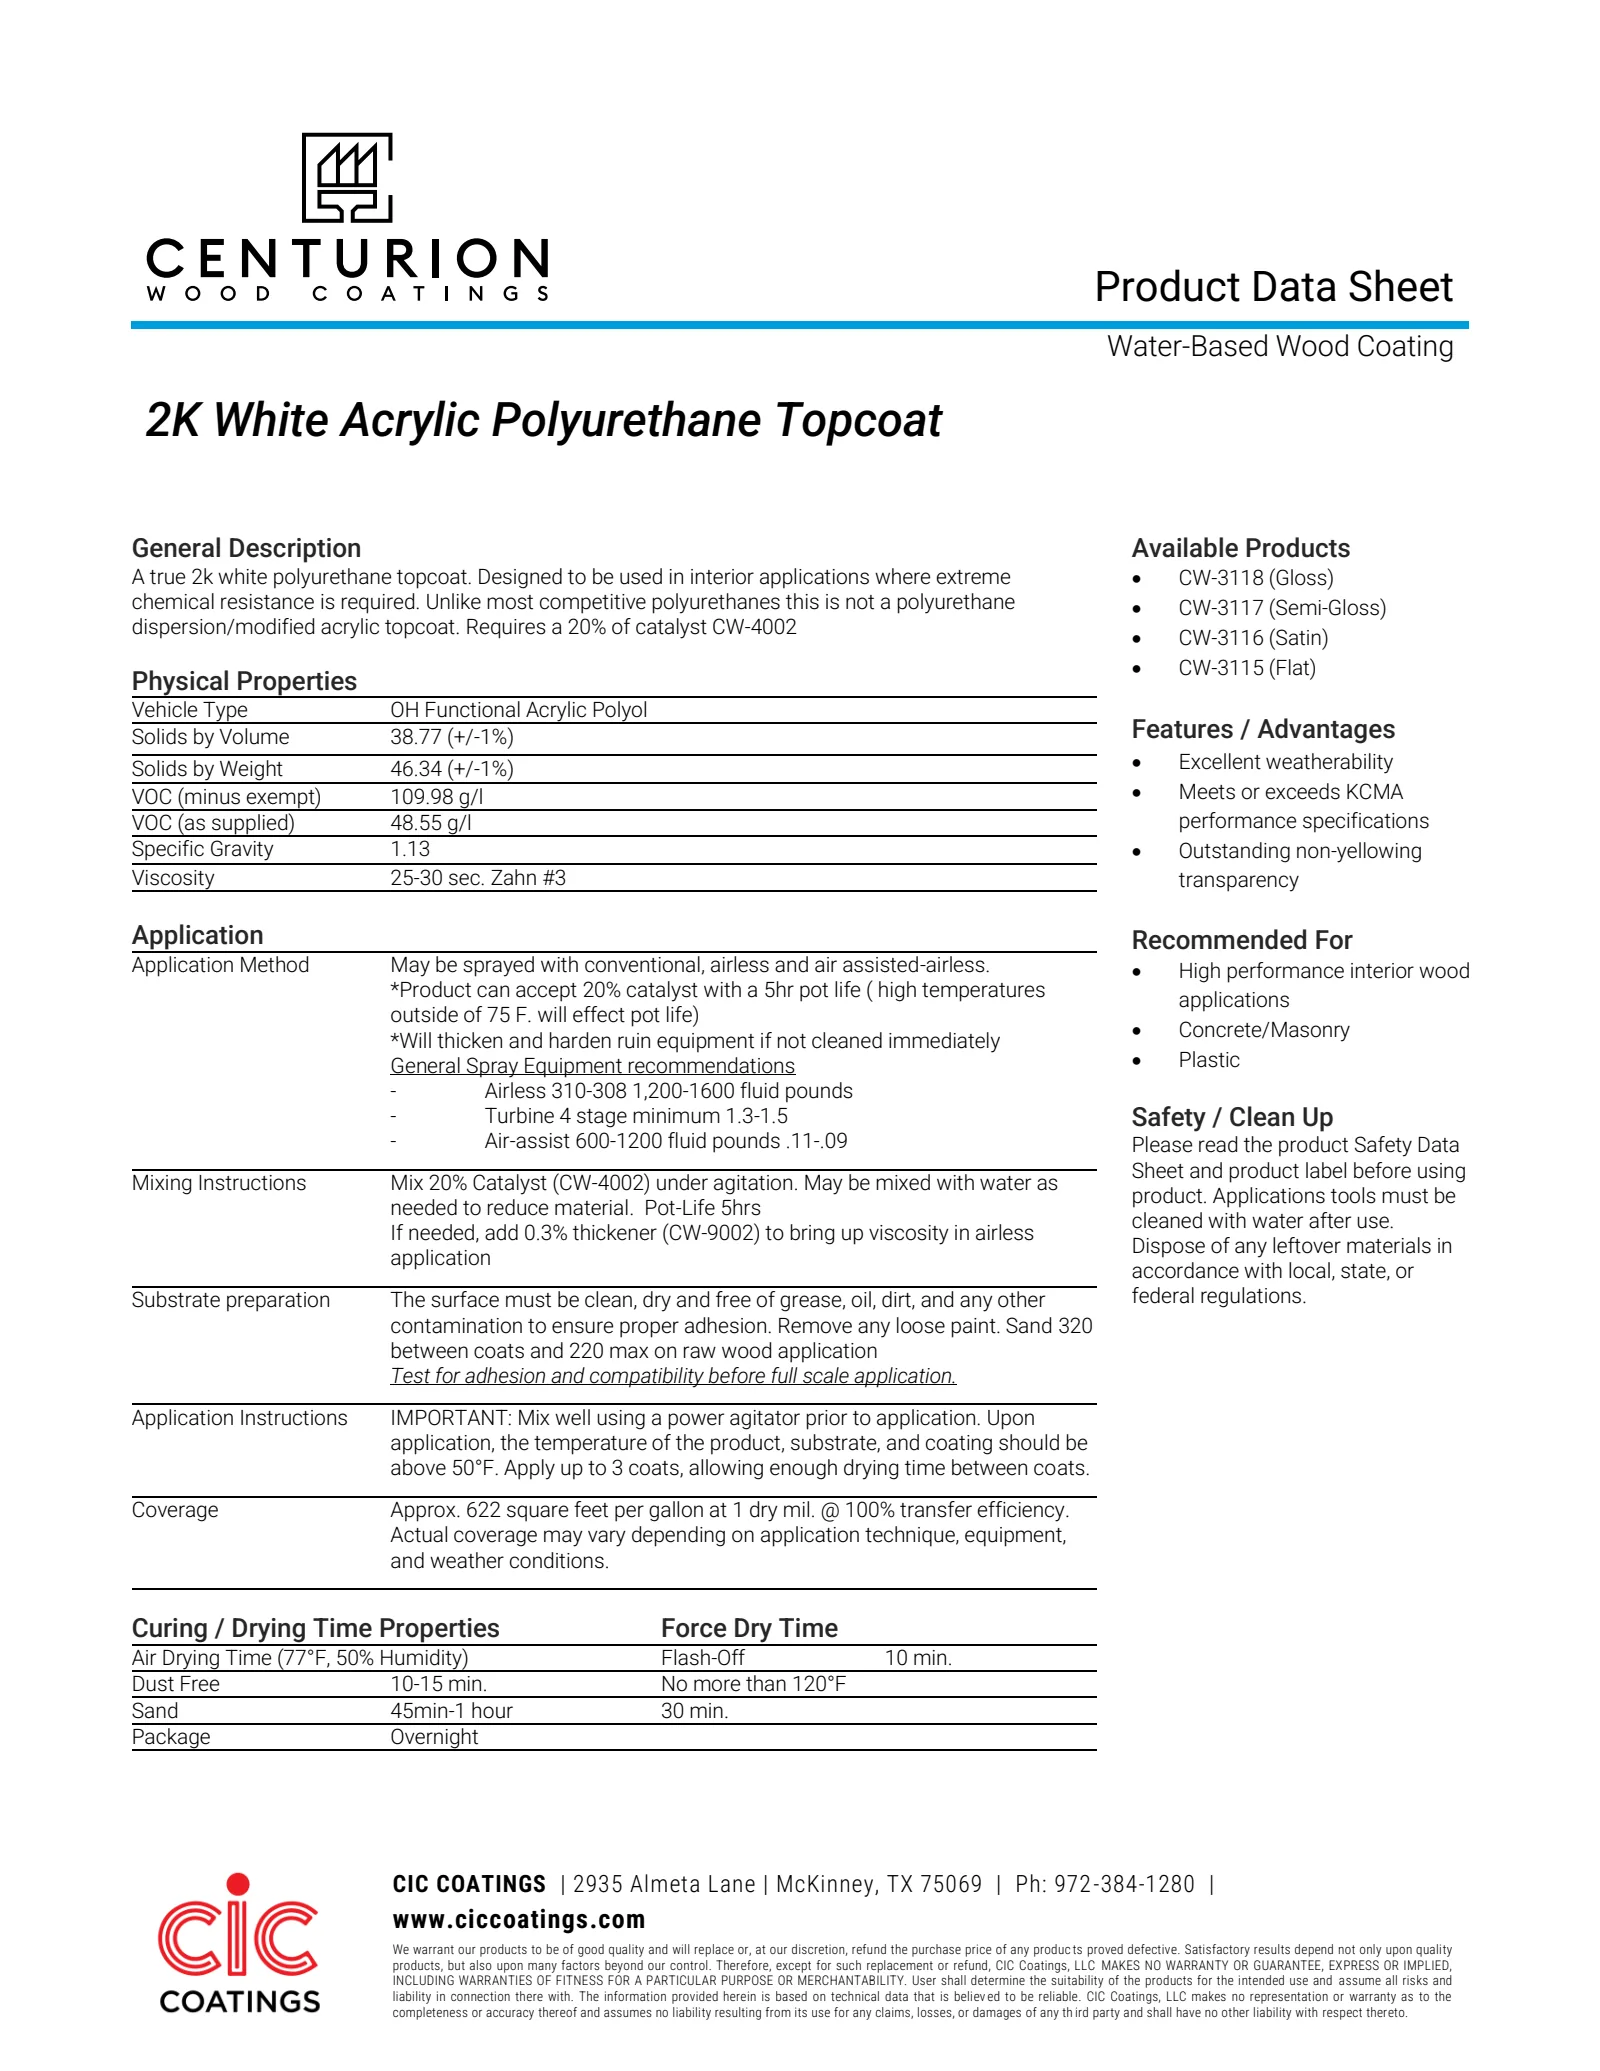 CENTURION
WOOD COATINGS
Product Data Sheet
Water-Based Wood Coating
2K White Acrylic Polyurethane Topcoat
General Description
A true 2k white polyurethane topcoat. Designed to be used in interior applications where extreme
chemical resistance is required. Unlike most competitive polyurethanes this is not a polyurethane
dispersion/modified acrylic topcoat. Requires a 20% of catalyst CW-4002
Physical Properties
Vehicle Type OH Functional Acrylic Polyol
Solids by Volume 38.77 (+/-1%)
Solids by Weight 46.34 (+/-1%)
VOC (minus exempt) 109.98 g/l
VOC (as supplied) 48.55 g/l
Specific Gravity 1.13
Viscosity 25-30 sec. Zahn #3
Application
Application Method May be sprayed with conventional, airless and air assisted-airless.
*Product can accept 20% catalyst with a 5hr pot life ( high temperatures
outside of 75 F. will effect pot life)
*Will thicken and harden ruin equipment if not cleaned immediately
General Spray Equipment recommendations
- Airless 310-308 1,200-1600 fluid pounds
- Turbine 4 stage minimum 1.3-1.5
- Air-assist 600-1200 fluid pounds .11-.09
Mixing Instructions Mix 20% Catalyst (CW-4002) under agitation. May be mixed with water as
needed to reduce material. Pot-Life 5hrs
If needed, add 0.3% thickener (CW-9002) to bring up viscosity in airless
application
Substrate preparation The surface must be clean, dry and free of grease, oil, dirt, and any other
contamination to ensure proper adhesion. Remove any loose paint. Sand 320
between coats and 220 max on raw wood application
Test for adhesion and compatibility before full scale application.
Application Instructions IMPORTANT: Mix well using a power agitator prior to application. Upon
application, the temperature of the product, substrate, and coating should be
above 50°F. Apply up to 3 coats, allowing enough drying time between coats.
Coverage Approx. 622 square feet per gallon at 1 dry mil. @ 100% transfer efficiency.
Actual coverage may vary depending on application technique, equipment,
and weather conditions.
Curing / Drying Time Properties Force Dry Time
Air Drying Time (77°F, 50% Humidity) Flash-Off 10 min.
Dust Free 10-15 min. No more than 120°F
Sand 45min-1 hour 30 min.
Package Overnight
Available Products
• CW-3118 (Gloss)
• CW-3117 (Semi-Gloss)
• CW-3116 (Satin)
• CW-3115 (Flat)
Features / Advantages
• Excellent weatherability
• Meets or exceeds KCMA
performance specifications
• Outstanding non-yellowing
transparency
Recommended For
• High performance interior wood
applications
• Concrete/Masonry
• Plastic
Safety / Clean Up
Please read the product Safety Data
Sheet and product label before using
product. Applications tools must be
cleaned with water after use.
Dispose of any leftover materials in
accordance with local, state, or
federal regulations.
cic
COATINGS
CIC COATINGS | 2935 Almeta Lane | McKinney, TX 75069 | Ph: 972-384-1280 |
www.ciccoatings.com
We warrant our products to be of good quality and will replace or, at our discretion, refund the purchase price of any products proved defective. Satisfactory results depend not only upon quality
products, but also upon many factors beyond our control. Therefore, except for such replacement or refund, CIC Coatings, LLC MAKES NO WARRANTY OR GUARANTEE, EXPRESS OR IMPLIED,
INCLUDING WARRANTIES OF FITNESS FOR A PARTICULAR PURPOSE OR MERCHANTABILITY. User shall determine the suitability of the products for the intended use and assume all risks and
liability in connection there with. The information provided herein is based on technical data that is believed to be reliable. CIC Coatings, LLC makes no representation or warranty as to the
completeness or accuracy thereof and assumes no liability resulting from its use for any claims, losses, or damages of any third party and shall have no other liability with respect thereto.